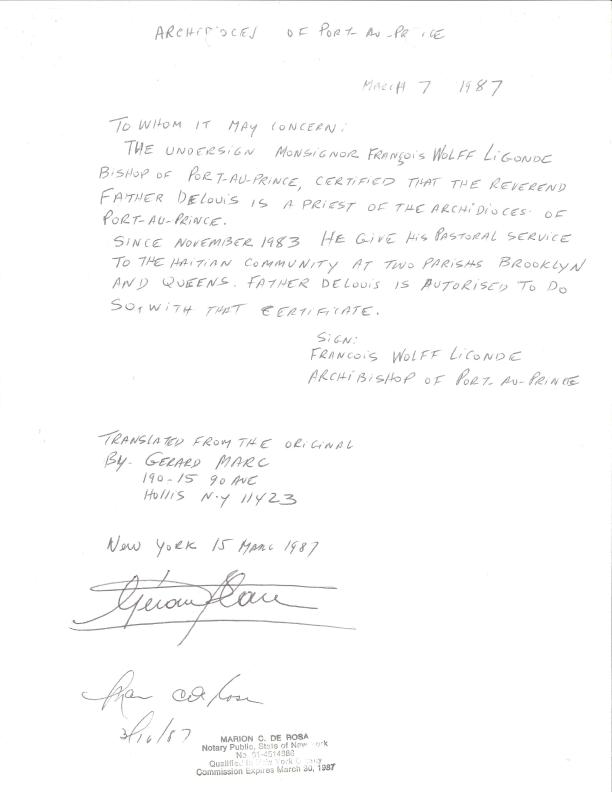 ARCHIDIOCES OF PORT-AU-PRINCE
MARCH 7 1987
TO WHOM IT MAY CONCERN:
THE UNDERSIGN MONSIGNOR FRANÇOIS WOLFF LIGONDE
BISHOP OF PORT-AU-PRINCE, CERTIFIED THAT THE REVEREND
FATHER DELOUIS IS A PRIEST OF THE ARCHIDIOCES OF
PORT-AU-PRINCE.
SINCE NOVEMBER 1983 HE GIVE HIS PASTORAL SERVICE
TO THE HAITIAN COMMUNITY AT TWO PARISHS BROOKLYN
AND QUEENS. FATHER DELOUIS IS AUTORISED TO DO
SO, WITH THAT CERTIFICATE.
SIGN:
FRANCOIS WOLFF LIGONDE
ARCHIBISHOP OF PORT-AU-PRINCE
TRANSLATED FROM THE ORIGINAL
BY. GERARD MARC
190-15 90 AVE
HOLLIS N.Y 11423
NEW YORK 15 MARC 1987
Gerard Marc
3/16/87
MARION C. DE ROSA
Notary Public, State of New York
No.
Qualified in New York County
Commission Expires March 30, 1987